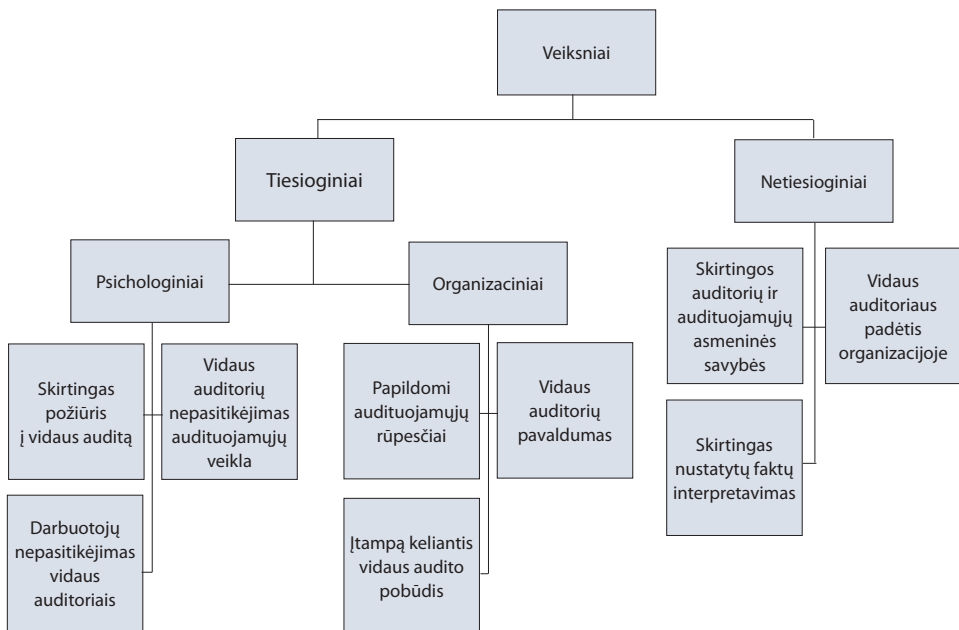 Veiksniai
Tiesioginiai
Netiesioginiai
Psichologiniai
Organizaciniai
Skirtingos
auditorių ir
audituojamųjų
asmeninės
savybės
Vidaus
auditoriaus
padėtis
organizacijoje
Skirtingas
požiūris
į vidaus auditą
Vidaus
auditorių
nepasitikėjimas
audituojamųjų
veikla
Papildomi
audituojamųjų
rūpesčiai
Vidaus
auditorių
pavaldumas
Skirtingas
nustatytų faktų
interpretavimas
Darbuotojų
nepasitikėjimas
vidaus
auditoriais
Įtampą keliantis
vidaus audito
pobūdis